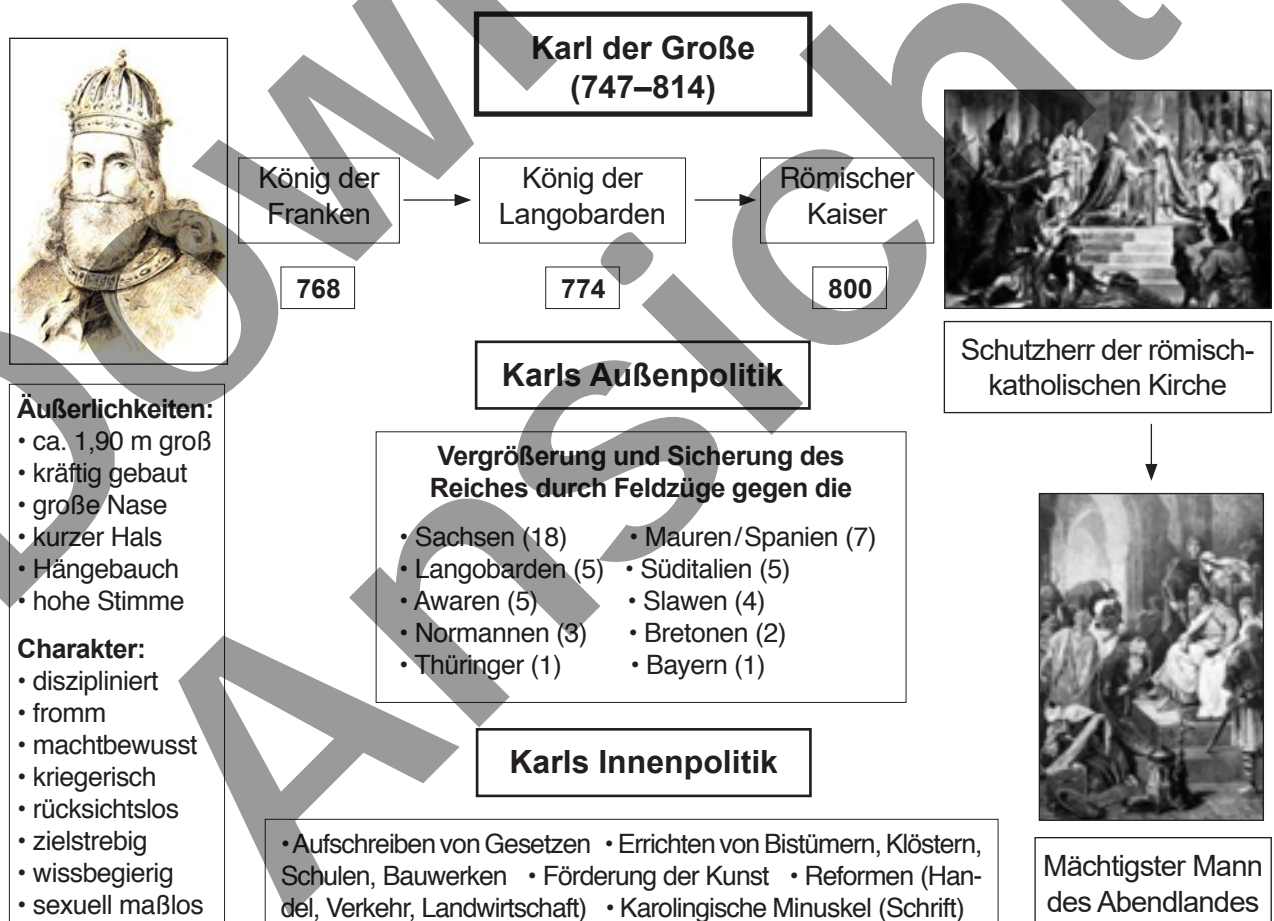 Karl der Große
(747–814)
König der
Franken
König der
Langobarden
Römischer
Kaiser
768
774
800
Schutzherr der römisch-
katholischen Kirche
Karls Außenpolitik
Äußerlichkeiten:
• ca. 1,90 m groß
• kräftig gebaut
• große Nase
• kurzer Hals
• Hängebauch
• hohe Stimme
Charakter:
• diszipliniert
• fromm
• machtbewusst
• kriegerisch
• rücksichtslos
• zielstrebig
• wissbegierig
• sexuell maßlos
Vergrößerung und Sicherung des
Reiches durch Feldzüge gegen die
• Sachsen (18) • Mauren/Spanien (7)
• Langobarden (5) • Süditalien (5)
• Awaren (5) • Slawen (4)
• Normannen (3) • Bretonen (2)
• Thüringer (1) • Bayern (1)
Karls Innenpolitik
• Aufschreiben von Gesetzen • Errichten von Bistümern, Klöstern,
Schulen, Bauwerken • Förderung der Kunst • Reformen (Han-
del, Verkehr, Landwirtschaft) • Karolingische Minuskel (Schrift)
Mächtigster Mann
des Abendlandes
Ansicht